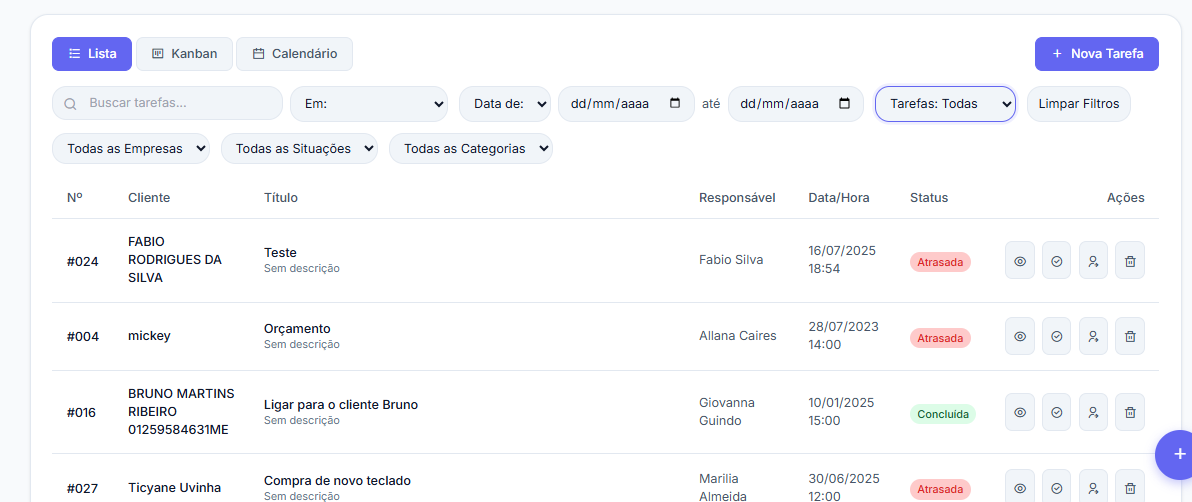 Lista Kanban Calendário + Nova Tarefa
Buscar tarefas... Em: Data de: dd/mm/aaaa até dd/mm/aaaa Tarefas: Todas Limpar Filtros
Todas as Empresas Todas as Situações Todas as Categorias
Nº Cliente Título Responsável Data/Hora Status Ações
#024 FABIO RODRIGUES DA SILVA Teste Sem descrição Fabio Silva 16/07/2025 18:54 Atrasada
#004 mickey Orçamento Sem descrição Allana Caires 28/07/2023 14:00 Atrasada
#016 BRUNO MARTINS RIBEIRO 01259584631ME Ligar para o cliente Bruno Sem descrição Giovanna Guindo 10/01/2025 15:00 Concluída
#027 Ticyane Uvinha Compra de novo teclado Sem descrição Marilia Almeida 30/06/2025 12:00 Atrasada
+